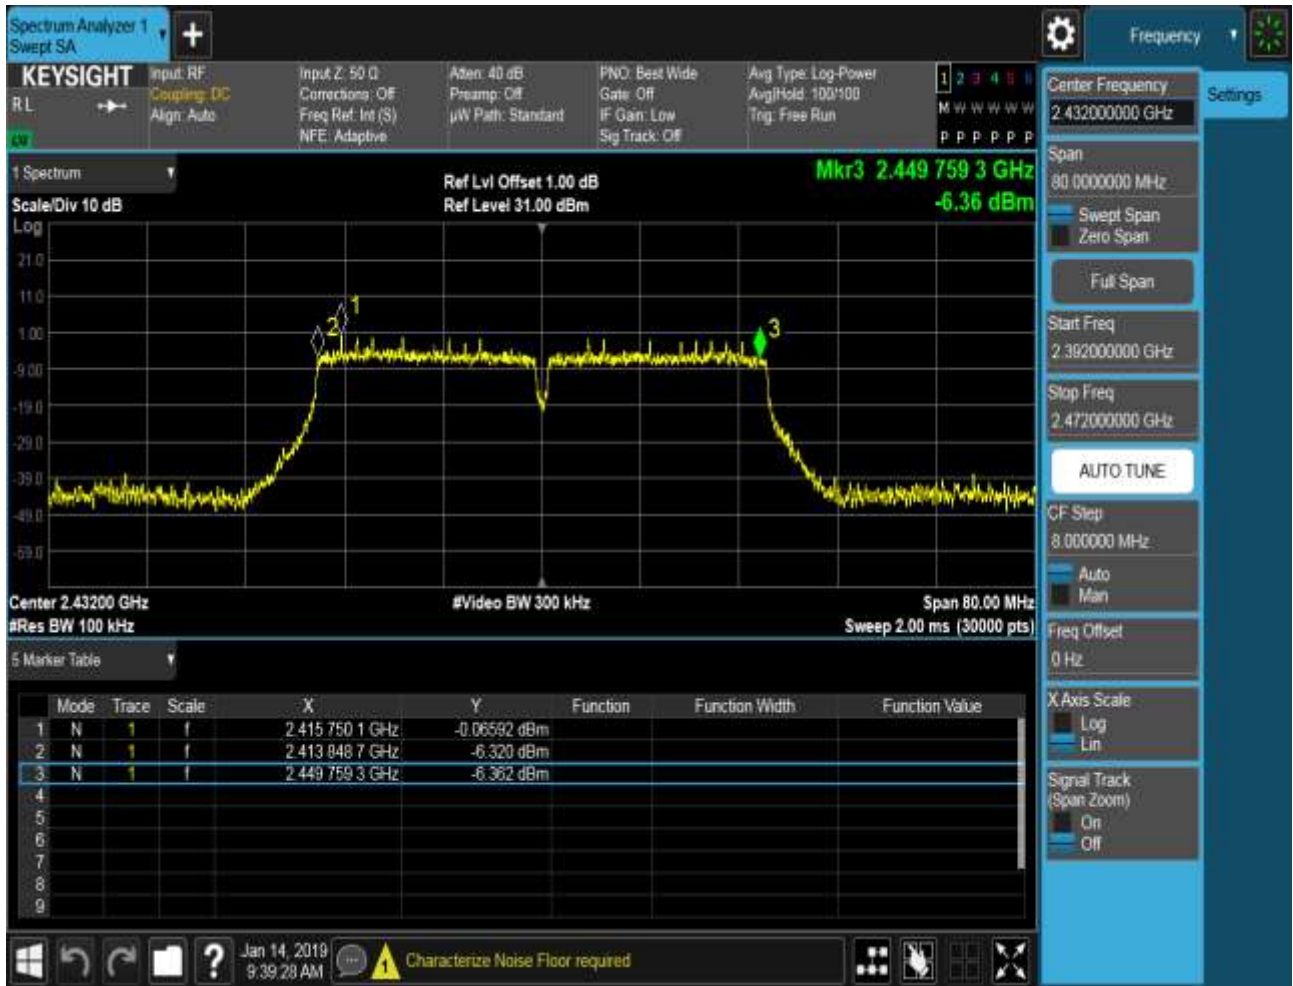 Spectrum Analyzer 1
Swept SA
+
Frequency
KEYSIGHT
R L
Input: RF
Coupling: DC
Align: Auto
Input Z: 50 Ω
Corrections: Off
Freq Ref: Int (S)
NFE: Adaptive
Atten: 40 dB
Preamp: Off
µW Path: Standard
PNO: Best Wide
Gate: Off
IF Gain: Low
Sig Track: Off
Avg Type: Log-Power
Avg|Hold: 100/100
Trig: Free Run
1 2 3 4 5 6
M W W W W W
P P P P P P
Center Frequency
2.432000000 GHz
Settings
Span
80.0000000 MHz
Swept Span
Zero Span
Full Span
Start Freq
2.392000000 GHz
Stop Freq
2.472000000 GHz
AUTO TUNE
CF Step
8.000000 MHz
Auto
Man
Freq Offset
0 Hz
X Axis Scale
Log
Lin
Signal Track
(Span Zoom)
On
Off
1 Spectrum
Scale/Div 10 dB
Ref Lvl Offset 1.00 dB
Ref Level 31.00 dBm
Mkr3 2.449 759 3 GHz
-6.36 dBm
Log
21.0
11.0
1.00
-9.00
-19.0
-29.0
-39.0
-49.0
-59.0
1
2
3
Center 2.43200 GHz
#Res BW 100 kHz
#Video BW 300 kHz
Span 80.00 MHz
Sweep 2.00 ms (30000 pts)
5 Marker Table
Mode Trace Scale X Y Function Function Width Function Value
1 N 1 f 2.415 750 1 GHz -0.06592 dBm
2 N 1 f 2.413 848 7 GHz -6.320 dBm
3 N 1 f 2.449 759 3 GHz -6.362 dBm
4
5
6
7
8
9
?
Jan 14, 2019
9:39:28 AM
1
Characterize Noise Floor required